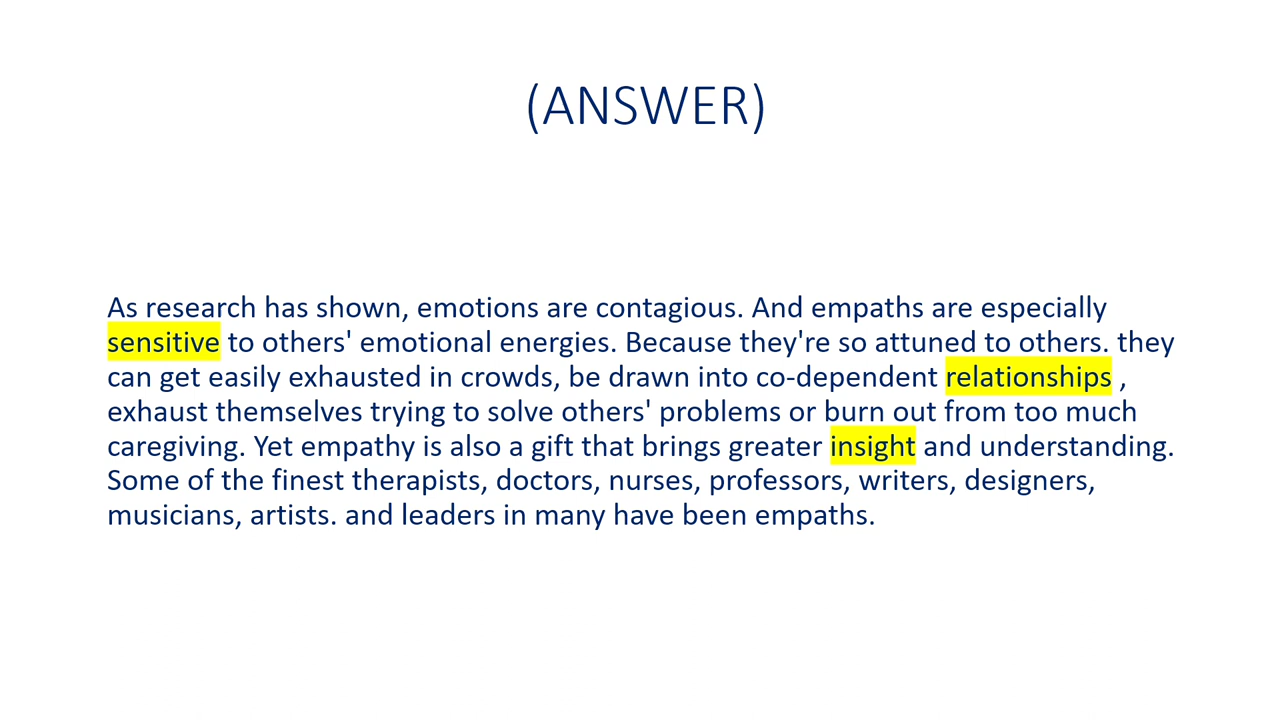 (ANSWER)
As research has shown, emotions are contagious. And empaths are especially
sensitive to others' emotional energies. Because they're so attuned to others. they
can get easily exhausted in crowds, be drawn into co-dependent relationships ,
exhaust themselves trying to solve others' problems or burn out from too much
caregiving. Yet empathy is also a gift that brings greater insight and understanding.
Some of the finest therapists, doctors, nurses, professors, writers, designers,
musicians, artists. and leaders in many have been empaths.